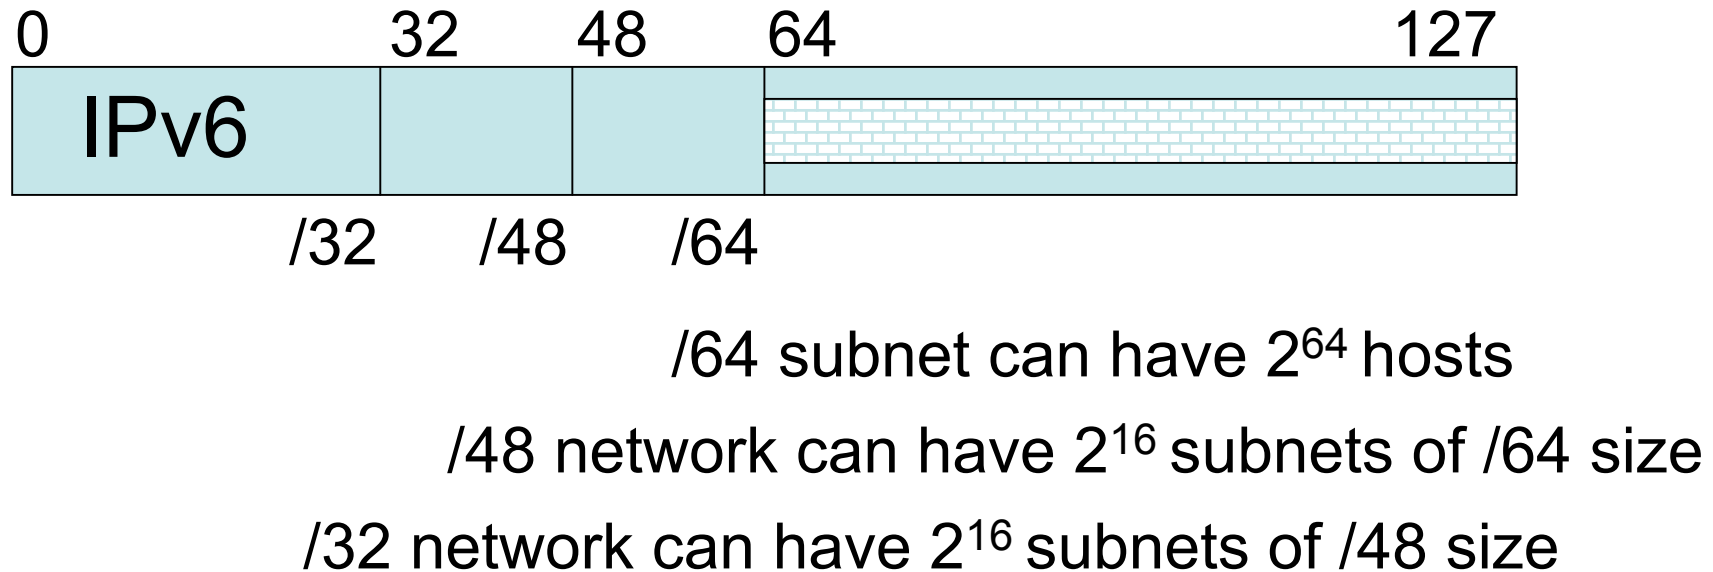 0 32 48 64 127
IPv6
/32 /48 /64
/64 subnet can have 2⁶⁴ hosts
/48 network can have 2¹⁶ subnets of /64 size
/32 network can have 2¹⁶ subnets of /48 size